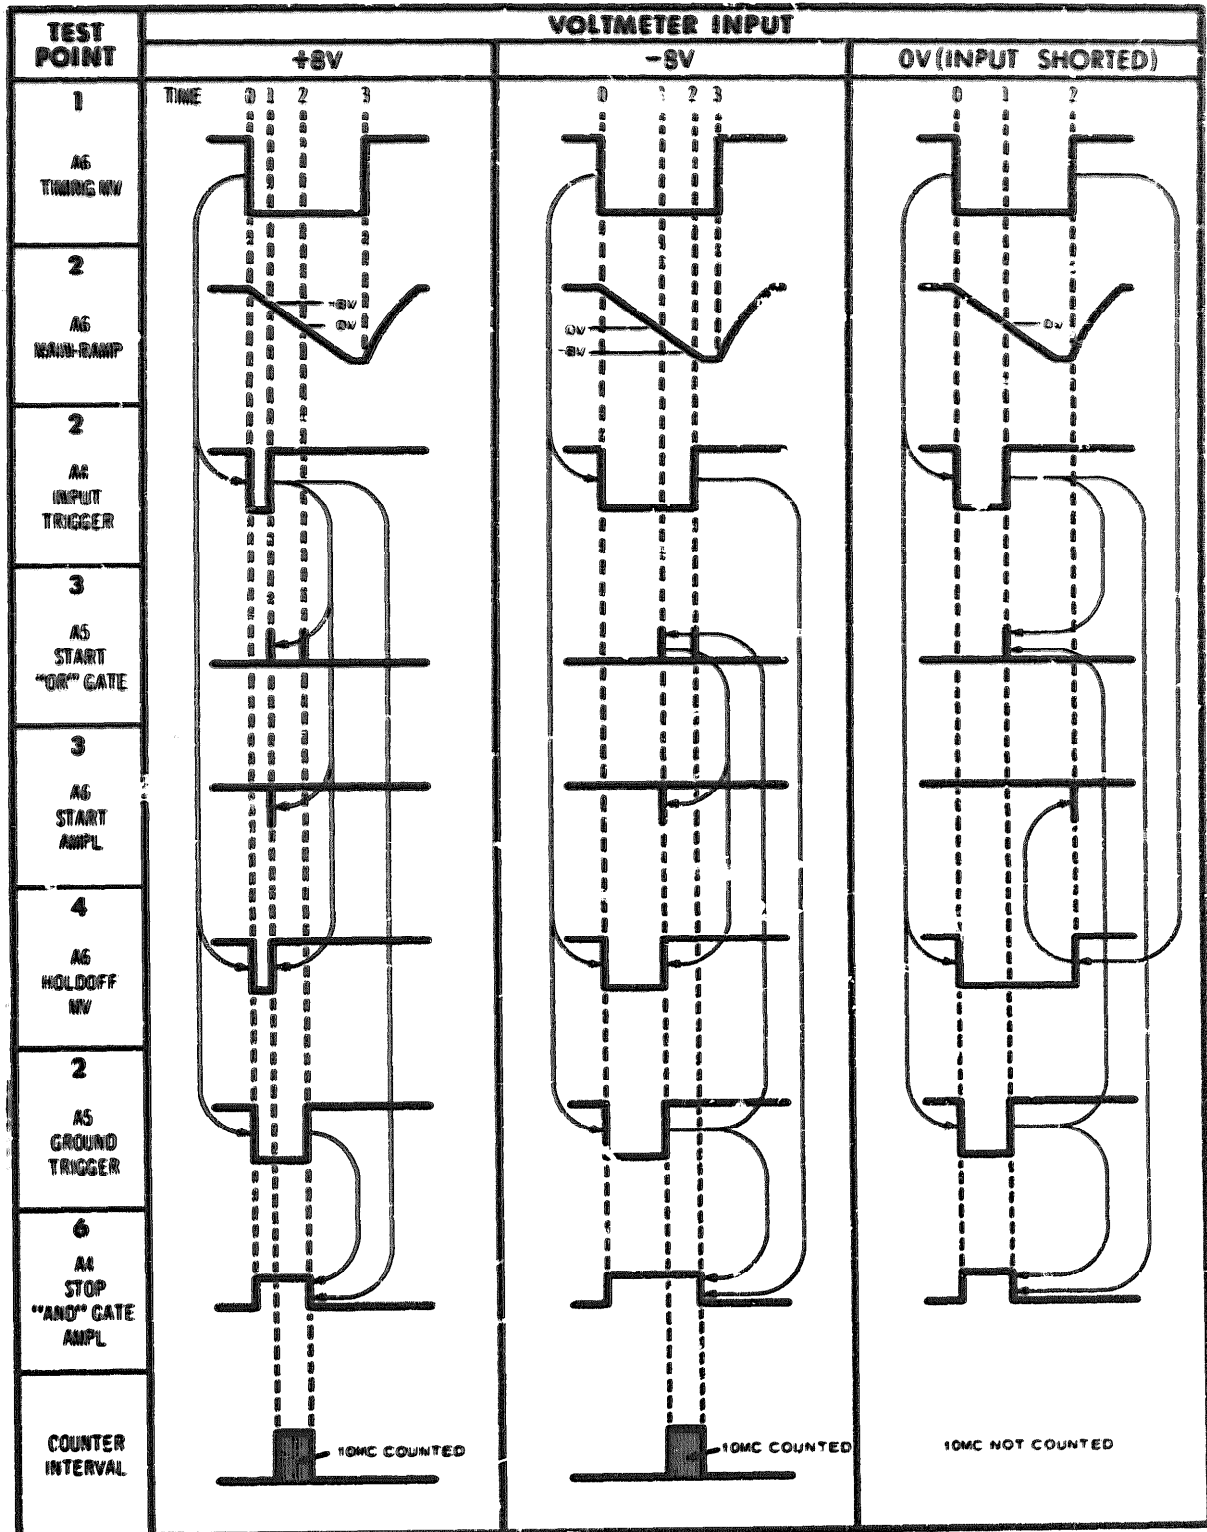 TEST
POINT
VOLTMETER INPUT
+8V
-8V
0V (INPUT SHORTED)
1
A6
TIMING MV
TIME 0 1 2 3
0 1 2 3
0 1 2
2
A6
MAIN-RAMP
+8V
0V
0V
-8V
0V
2
A4
INPUT
TRIGGER
3
A5
START
"OR" GATE
3
A6
START
AMPL
4
A6
HOLDOFF
MV
2
A5
GROUND
TRIGGER
6
A4
STOP
"AND" GATE
AMPL
COUNTER
INTERVAL
10MC COUNTED
10MC COUNTED
10MC NOT COUNTED